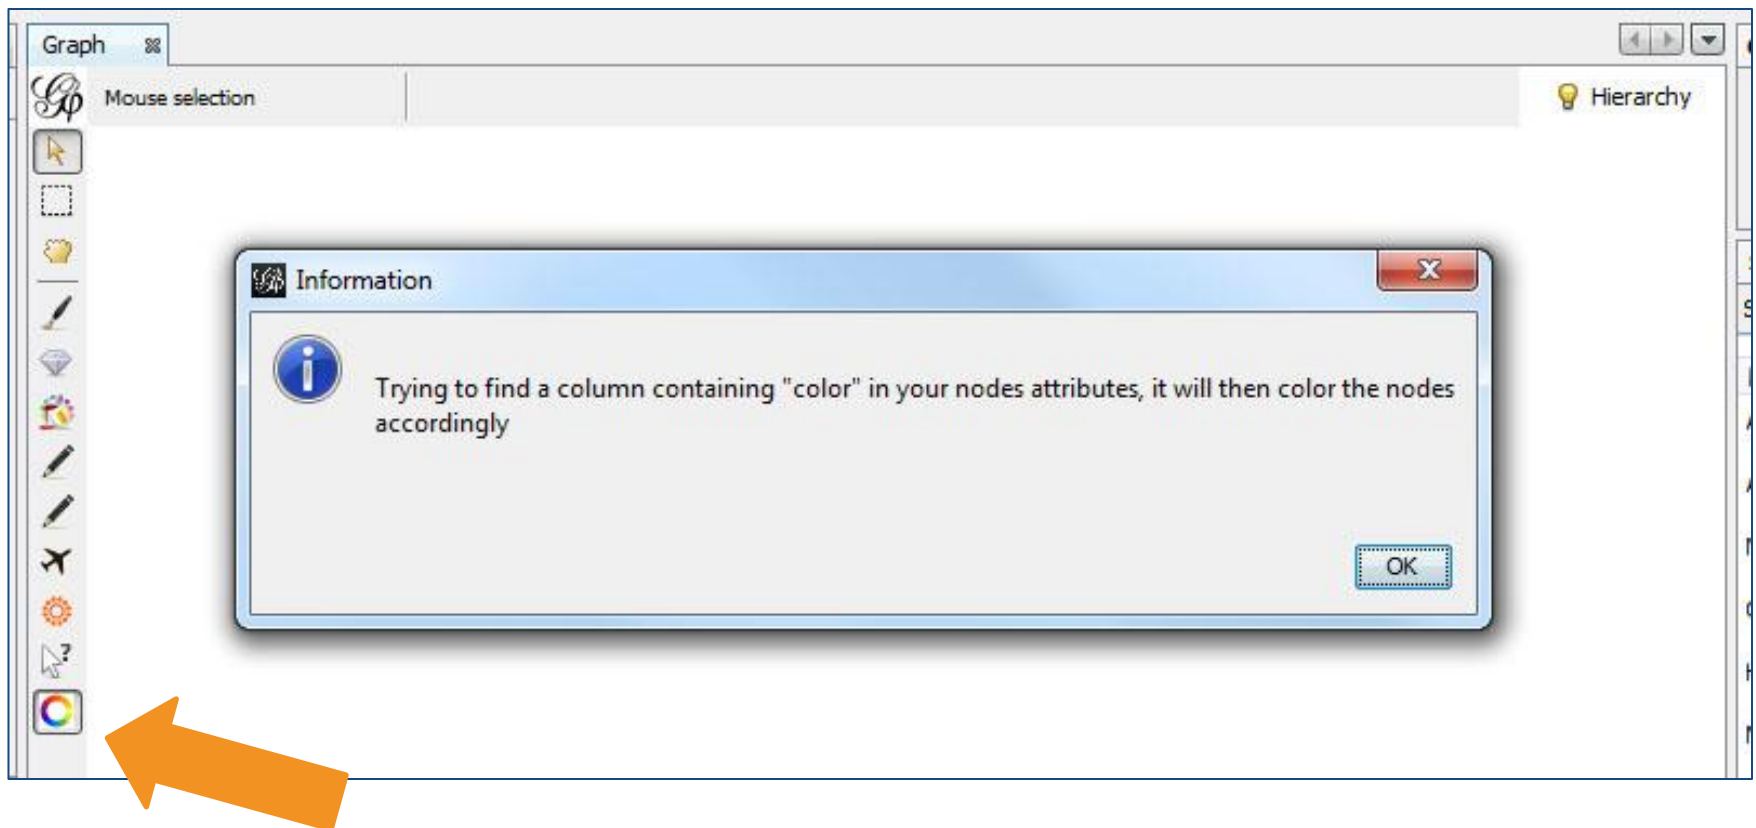 Graph
Mouse selection
Hierarchy
Information
Trying to find a column containing "color" in your nodes attributes, it will then color the nodes
accordingly
OK